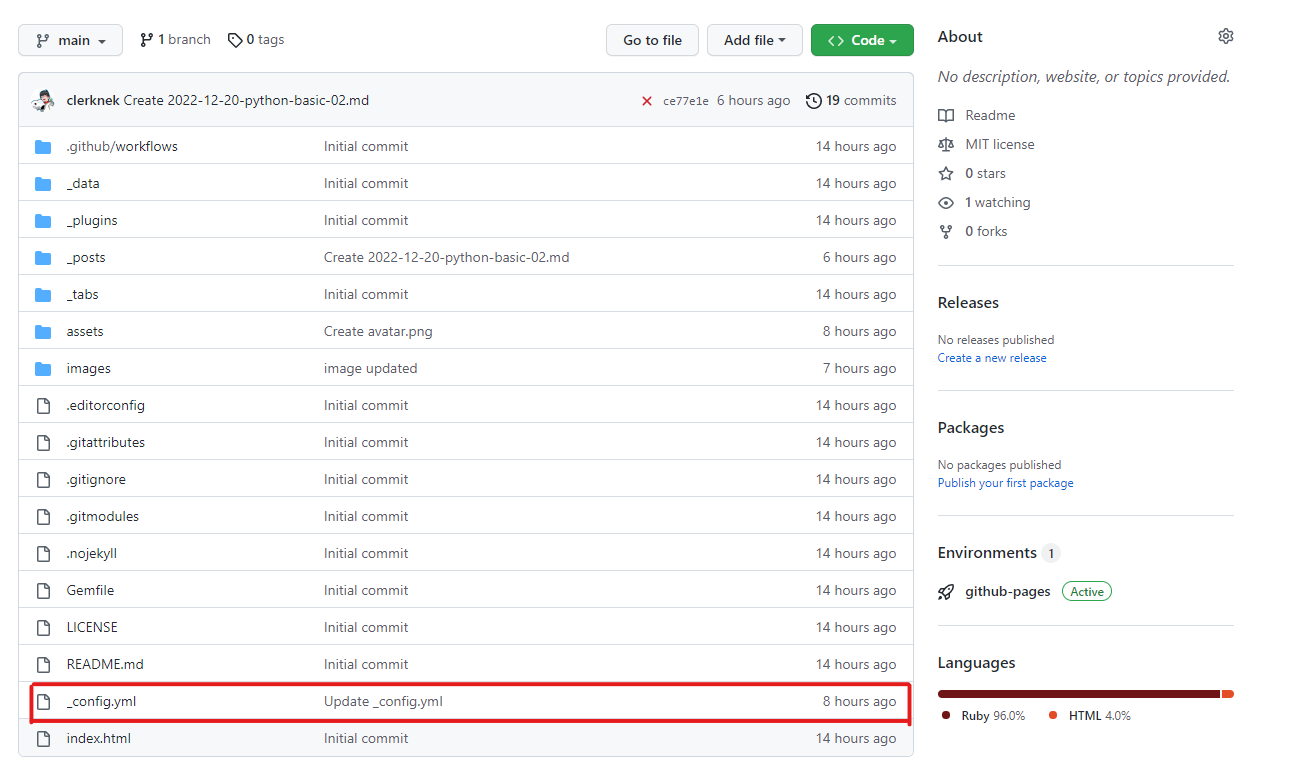 main
1 branch
0 tags
Go to file
Add file
Code
clerknek Create 2022-12-20-python-basic-02.md
ce77e1e 6 hours ago
19 commits
.github/workflows Initial commit 14 hours ago
_data Initial commit 14 hours ago
_plugins Initial commit 14 hours ago
_posts Create 2022-12-20-python-basic-02.md 6 hours ago
_tabs Initial commit 14 hours ago
assets Create avatar.png 8 hours ago
images image updated 7 hours ago
.editorconfig Initial commit 14 hours ago
.gitattributes Initial commit 14 hours ago
.gitignore Initial commit 14 hours ago
.gitmodules Initial commit 14 hours ago
.nojekyll Initial commit 14 hours ago
Gemfile Initial commit 14 hours ago
LICENSE Initial commit 14 hours ago
README.md Initial commit 14 hours ago
_config.yml Update _config.yml 8 hours ago
index.html Initial commit 14 hours ago
About
No description, website, or topics provided.
Readme
MIT license
0 stars
1 watching
0 forks
Releases
No releases published
Create a new release
Packages
No packages published
Publish your first package
Environments 1
github-pages Active
Languages
Ruby 96.0% HTML 4.0%